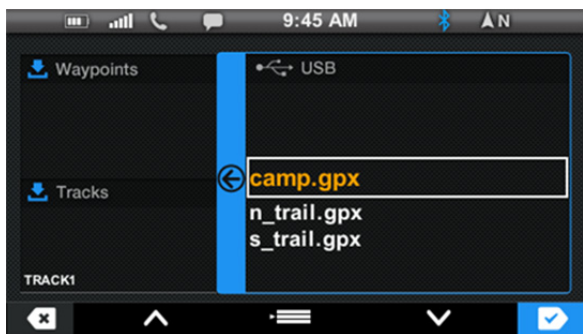 9:45 AM
N
Waypoints
USB
camp.gpx
Tracks
n_trail.gpx
s_trail.gpx
TRACK1